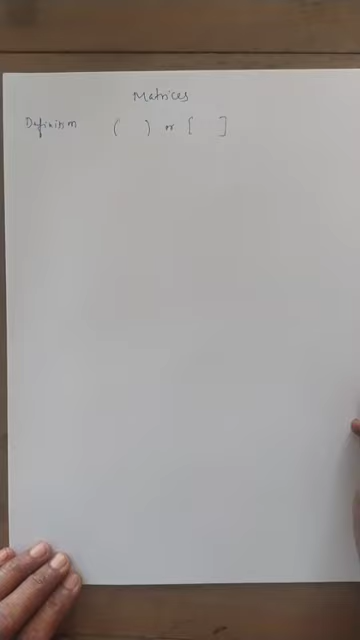 Matrices
Definition ( ) or [ ]